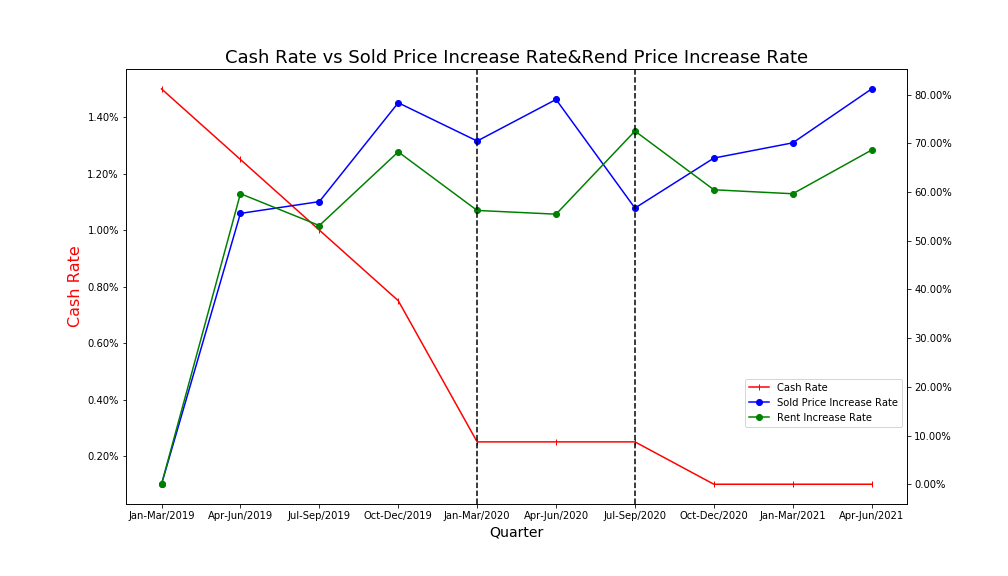 Cash Rate vs Sold Price Increase Rate&Rend Price Increase Rate
1.40%
1.20%
1.00%
0.80%
0.60%
0.40%
0.20%
Cash Rate
80.00%
70.00%
60.00%
50.00%
40.00%
30.00%
20.00%
10.00%
0.00%
Cash Rate
Sold Price Increase Rate
Rent Increase Rate
Jan-Mar/2019 Apr-Jun/2019 Jul-Sep/2019 Oct-Dec/2019 Jan-Mar/2020 Apr-Jun/2020 Jul-Sep/2020 Oct-Dec/2020 Jan-Mar/2021 Apr-Jun/2021
Quarter